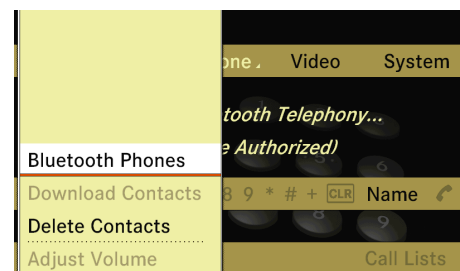 one Video System
tooth Telephony...
e Authorized)
Bluetooth Phones
Download Contacts 8 9 * # + CLR Name
Delete Contacts
Adjust Volume Call Lists